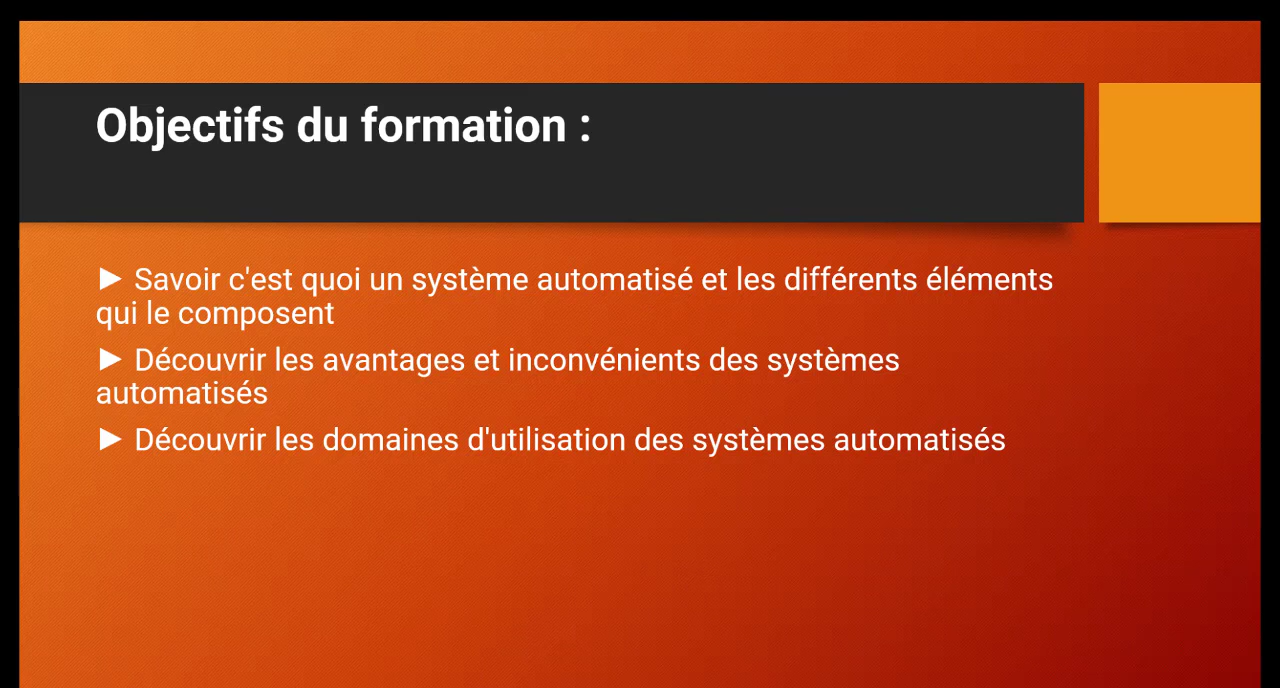 Objectifs du formation :
► Savoir c'est quoi un système automatisé et les différents éléments
qui le composent
► Découvrir les avantages et inconvénients des systèmes
automatisés
► Découvrir les domaines d'utilisation des systèmes automatisés